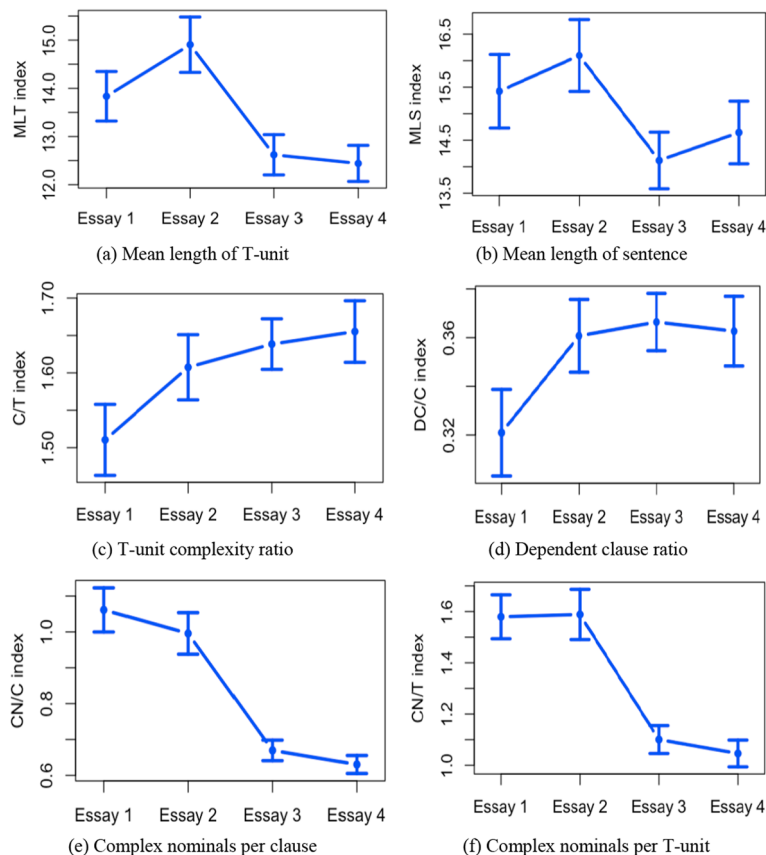 MLT index
15.0
14.0
13.0
12.0
Essay 1 Essay 2 Essay 3 Essay 4
(a) Mean length of T-unit
MLS index
16.5
15.5
14.5
13.5
Essay 1 Essay 2 Essay 3 Essay 4
(b) Mean length of sentence
C/T index
1.70
1.60
1.50
Essay 1 Essay 2 Essay 3 Essay 4
(c) T-unit complexity ratio
DC/C index
0.36
0.32
Essay 1 Essay 2 Essay 3 Essay 4
(d) Dependent clause ratio
CN/C index
1.0
0.8
0.6
Essay 1 Essay 2 Essay 3 Essay 4
(e) Complex nominals per clause
CN/T index
1.6
1.4
1.2
1.0
Essay 1 Essay 2 Essay 3 Essay 4
(f) Complex nominals per T-unit